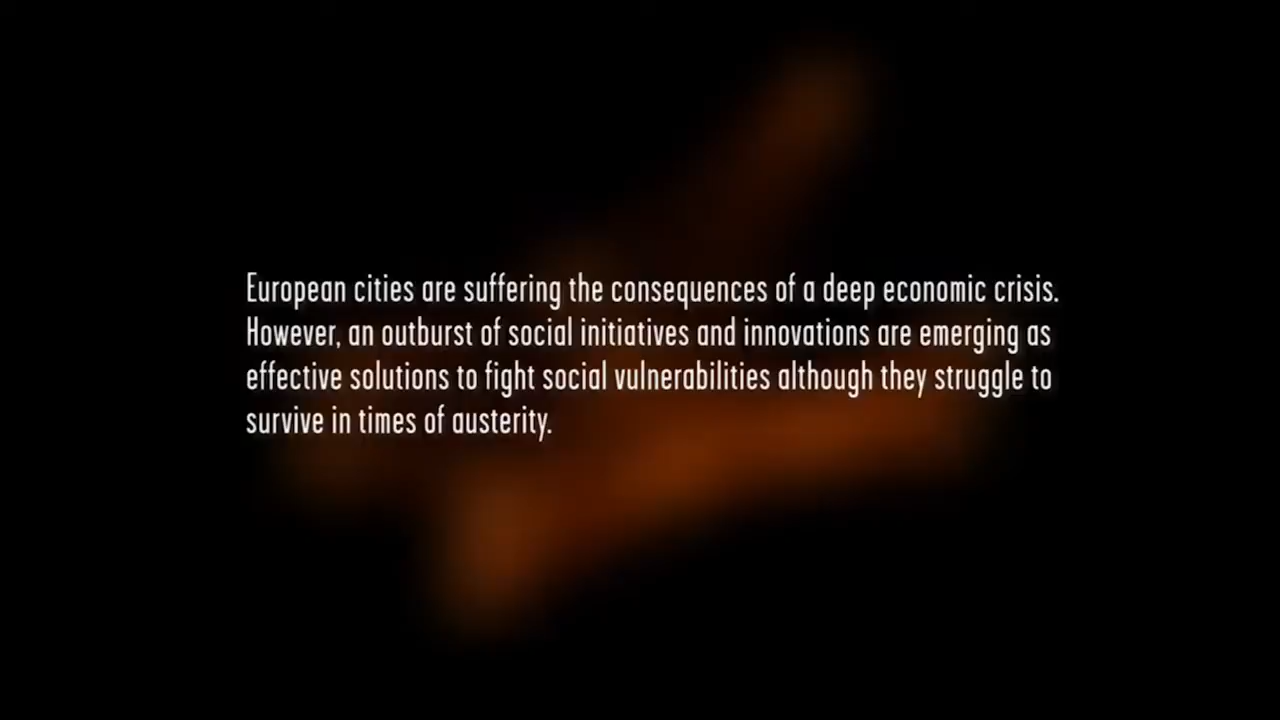 European cities are suffering the consequences of a deep economic crisis.
However, an outburst of social initiatives and innovations are emerging as
effective solutions to fight social vulnerabilities although they struggle to
survive in times of austerity.